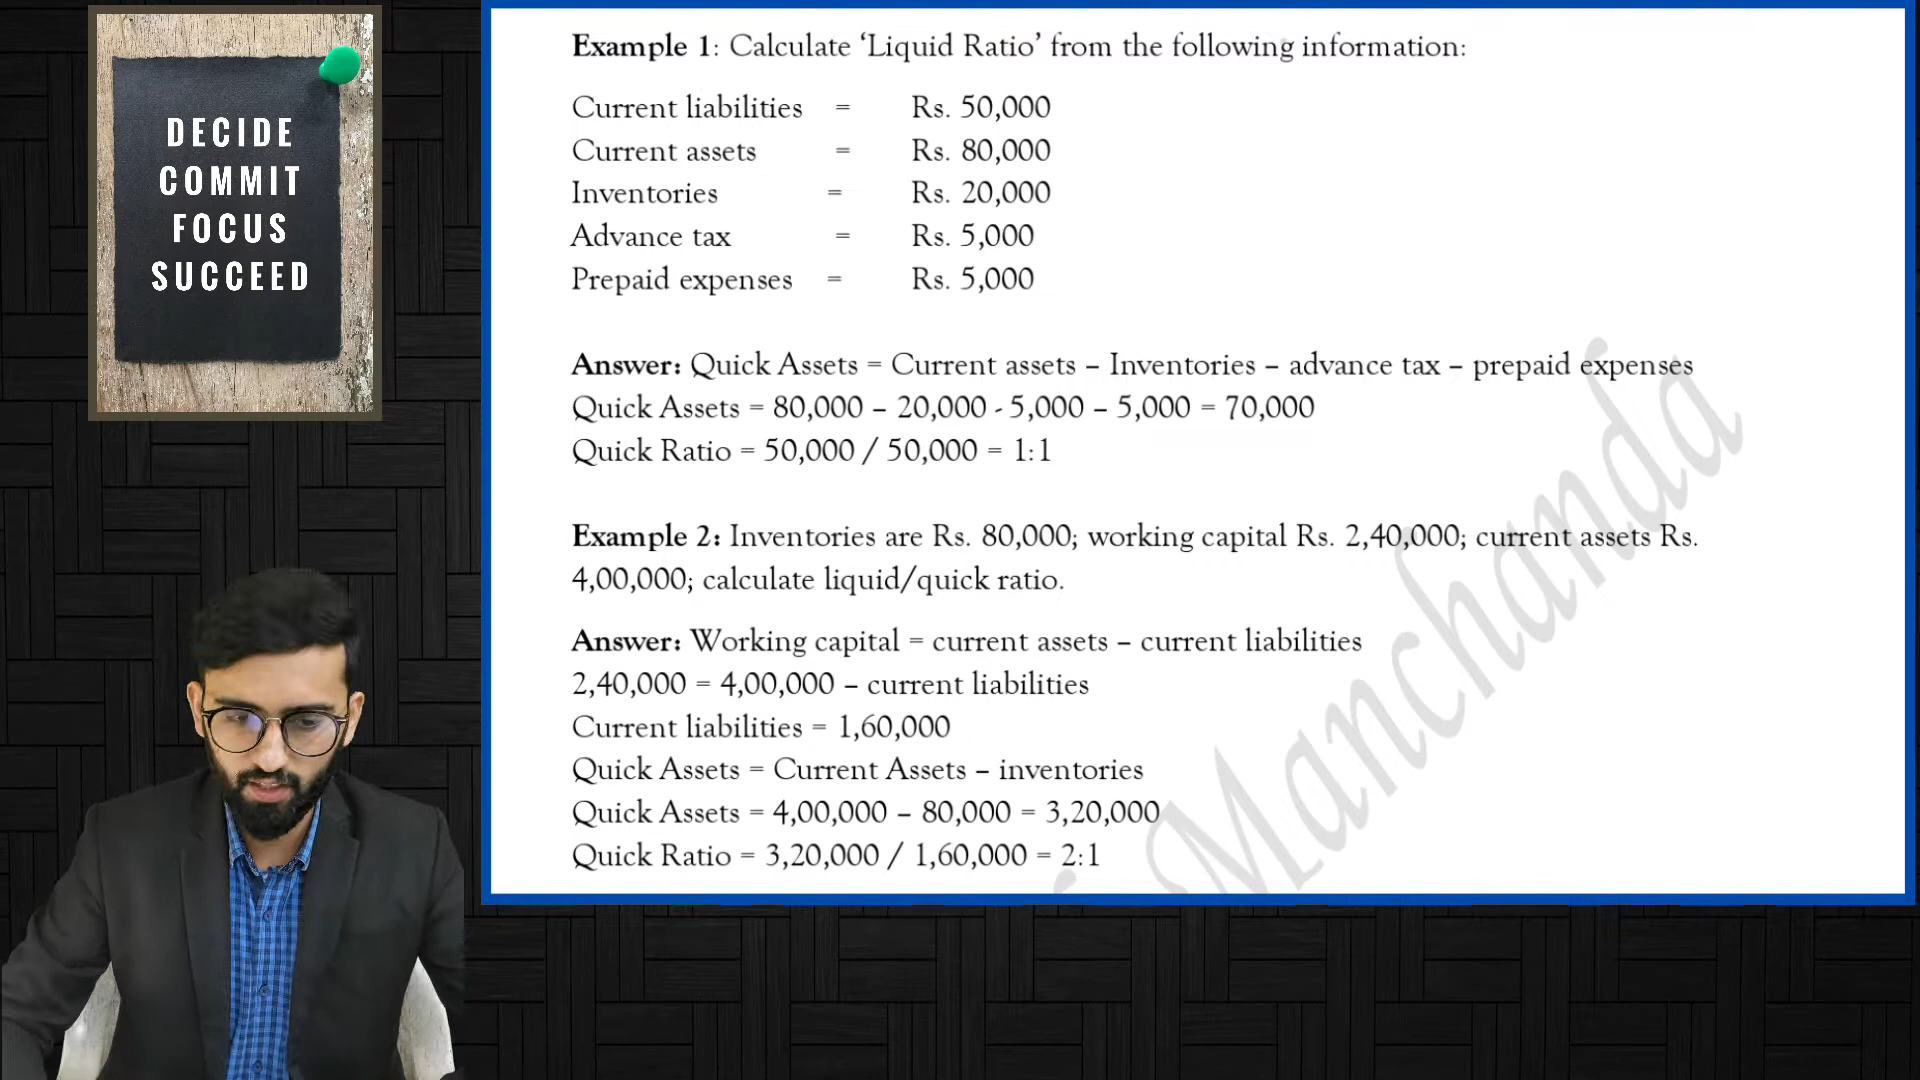 DECIDE
COMMIT
FOCUS
SUCCEED
Example 1: Calculate ‘Liquid Ratio’ from the following information:
Current liabilities = Rs. 50,000
Current assets = Rs. 80,000
Inventories = Rs. 20,000
Advance tax = Rs. 5,000
Prepaid expenses = Rs. 5,000
Answer: Quick Assets = Current assets – Inventories – advance tax – prepaid expenses
Quick Assets = 80,000 – 20,000 - 5,000 – 5,000 = 70,000
Quick Ratio = 50,000 / 50,000 = 1:1
Example 2: Inventories are Rs. 80,000; working capital Rs. 2,40,000; current assets Rs.
4,00,000; calculate liquid/quick ratio.
Answer: Working capital = current assets – current liabilities
2,40,000 = 4,00,000 – current liabilities
Current liabilities = 1,60,000
Quick Assets = Current Assets – inventories
Quick Assets = 4,00,000 – 80,000 = 3,20,000
Quick Ratio = 3,20,000 / 1,60,000 = 2:1
Manchanda